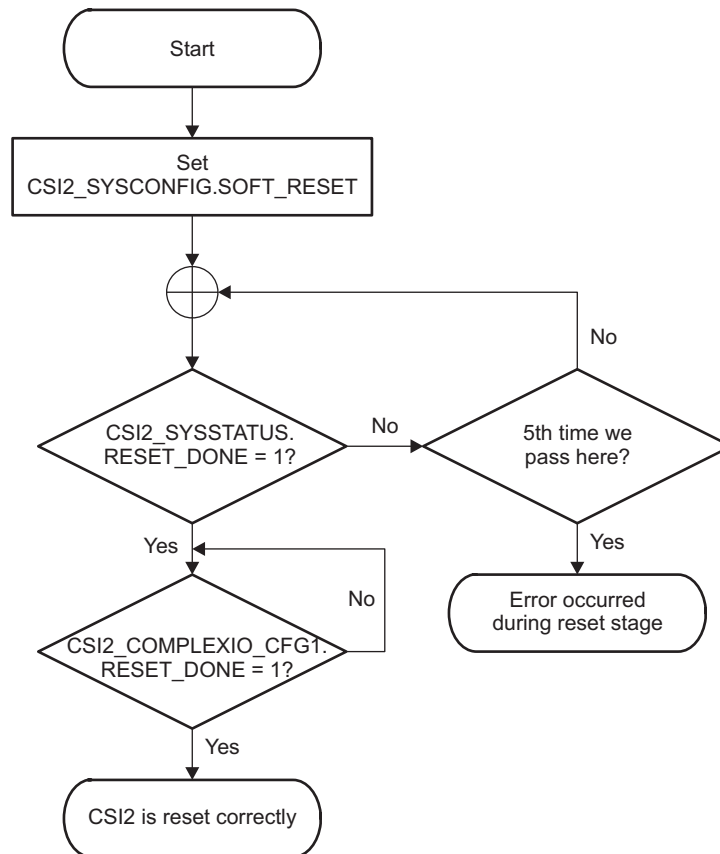 Start
Set
CSI2_SYSCONFIG.SOFT_RESET
No
CSI2_SYSSTATUS.
RESET_DONE = 1?
No
5th time we
pass here?
Yes
Yes
No
Error occurred
during reset stage
CSI2_COMPLEXIO_CFG1.
RESET_DONE = 1?
Yes
CSI2 is reset correctly